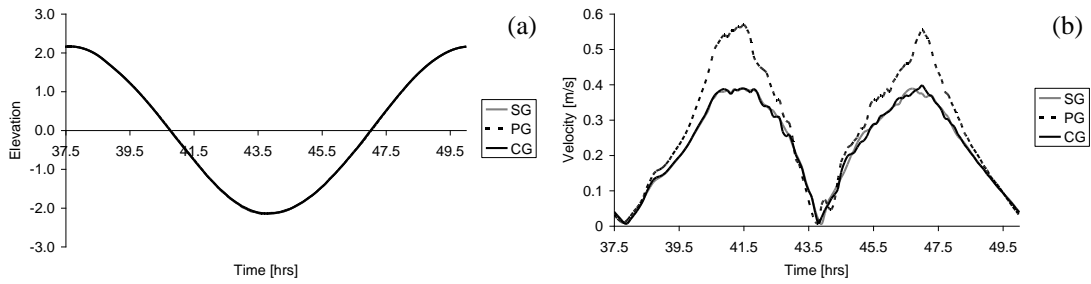 (a)
3.0
2.0
1.0
0.0
-1.0
-2.0
-3.0
37.5 39.5 41.5 43.5 45.5 47.5 49.5
Elevation
Time [hrs]
SG
PG
CG
(b)
0.6
0.5
0.4
0.3
0.2
0.1
0
37.5 39.5 41.5 43.5 45.5 47.5 49.5
Velocity [m/s]
Time [hrs]
SG
PG
CG